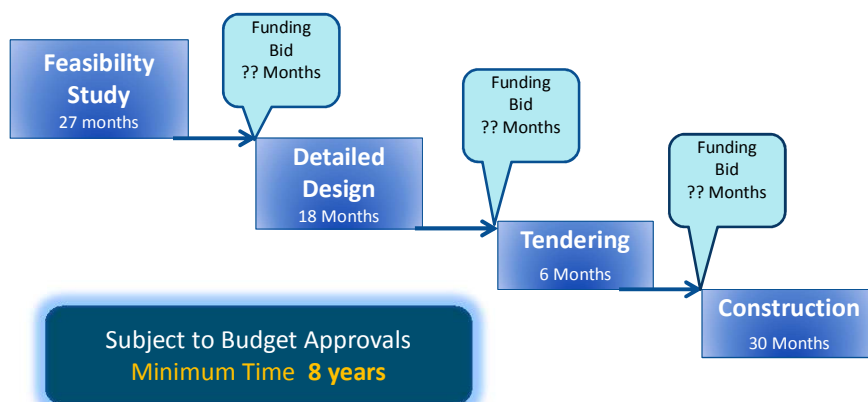 Feasibility
Study
27 months
Funding
Bid
?? Months
Detailed
Design
18 Months
Funding
Bid
?? Months
Tendering
6 Months
Funding
Bid
?? Months
Construction
30 Months
Subject to Budget Approvals
Minimum Time 8 years